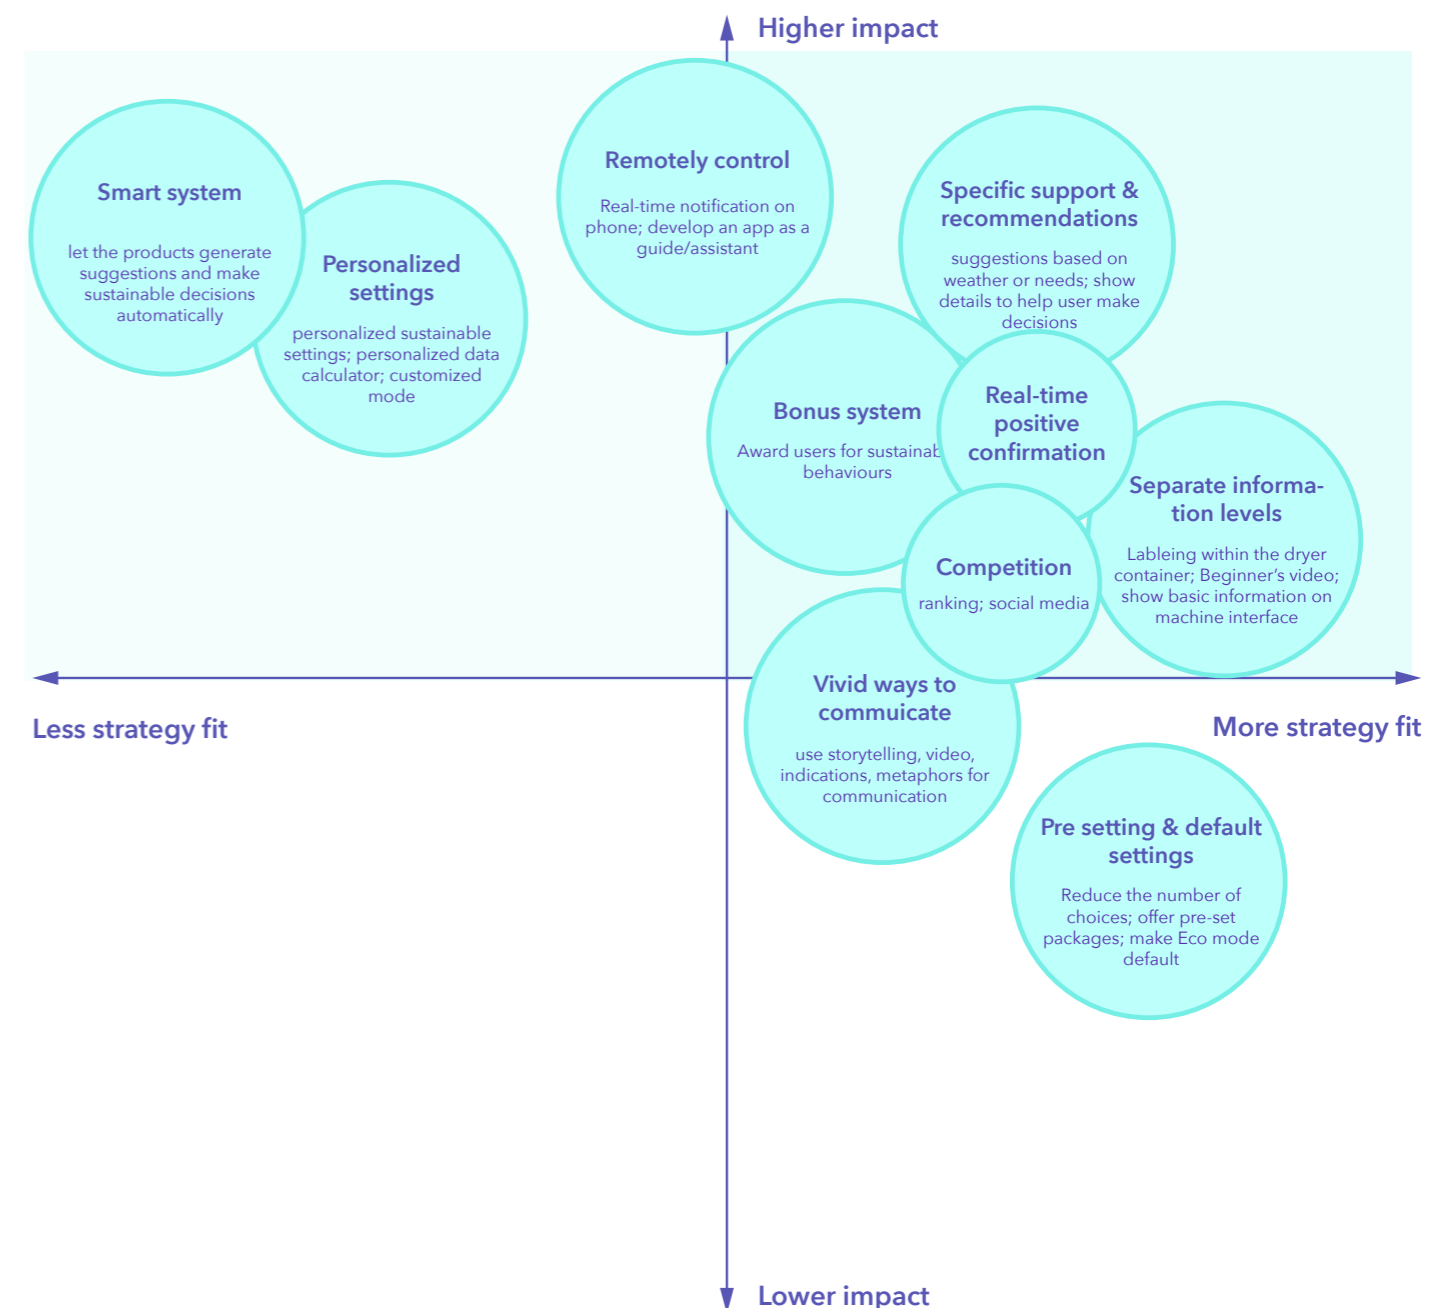 Higher impact
Smart system
let the products generate
suggestions and make
sustainable decisions
automatically
Personalized
settings
personalized sustainable
settings; personalized data
calculator; customized
mode
Remotely control
Real-time notification on
phone; develop an app as a
guide/assistant
Specific support &
recommendations
suggestions based on
weather or needs; show
details to help user make
decisions
Bonus system
Award users for sustainab
behaviours
Real-time
positive
confirmation
Separate informa-
tion levels
Lableing within the dryer
container; Beginner's video;
show basic information on
machine interface
Competition
ranking; social media
Vivid ways to
commuicate
use storytelling, video,
indications, metaphors for
communication
Less strategy fit
More strategy fit
Pre setting & default
settings
Reduce the number of
choices; offer pre-set
packages; make Eco mode
default
Lower impact